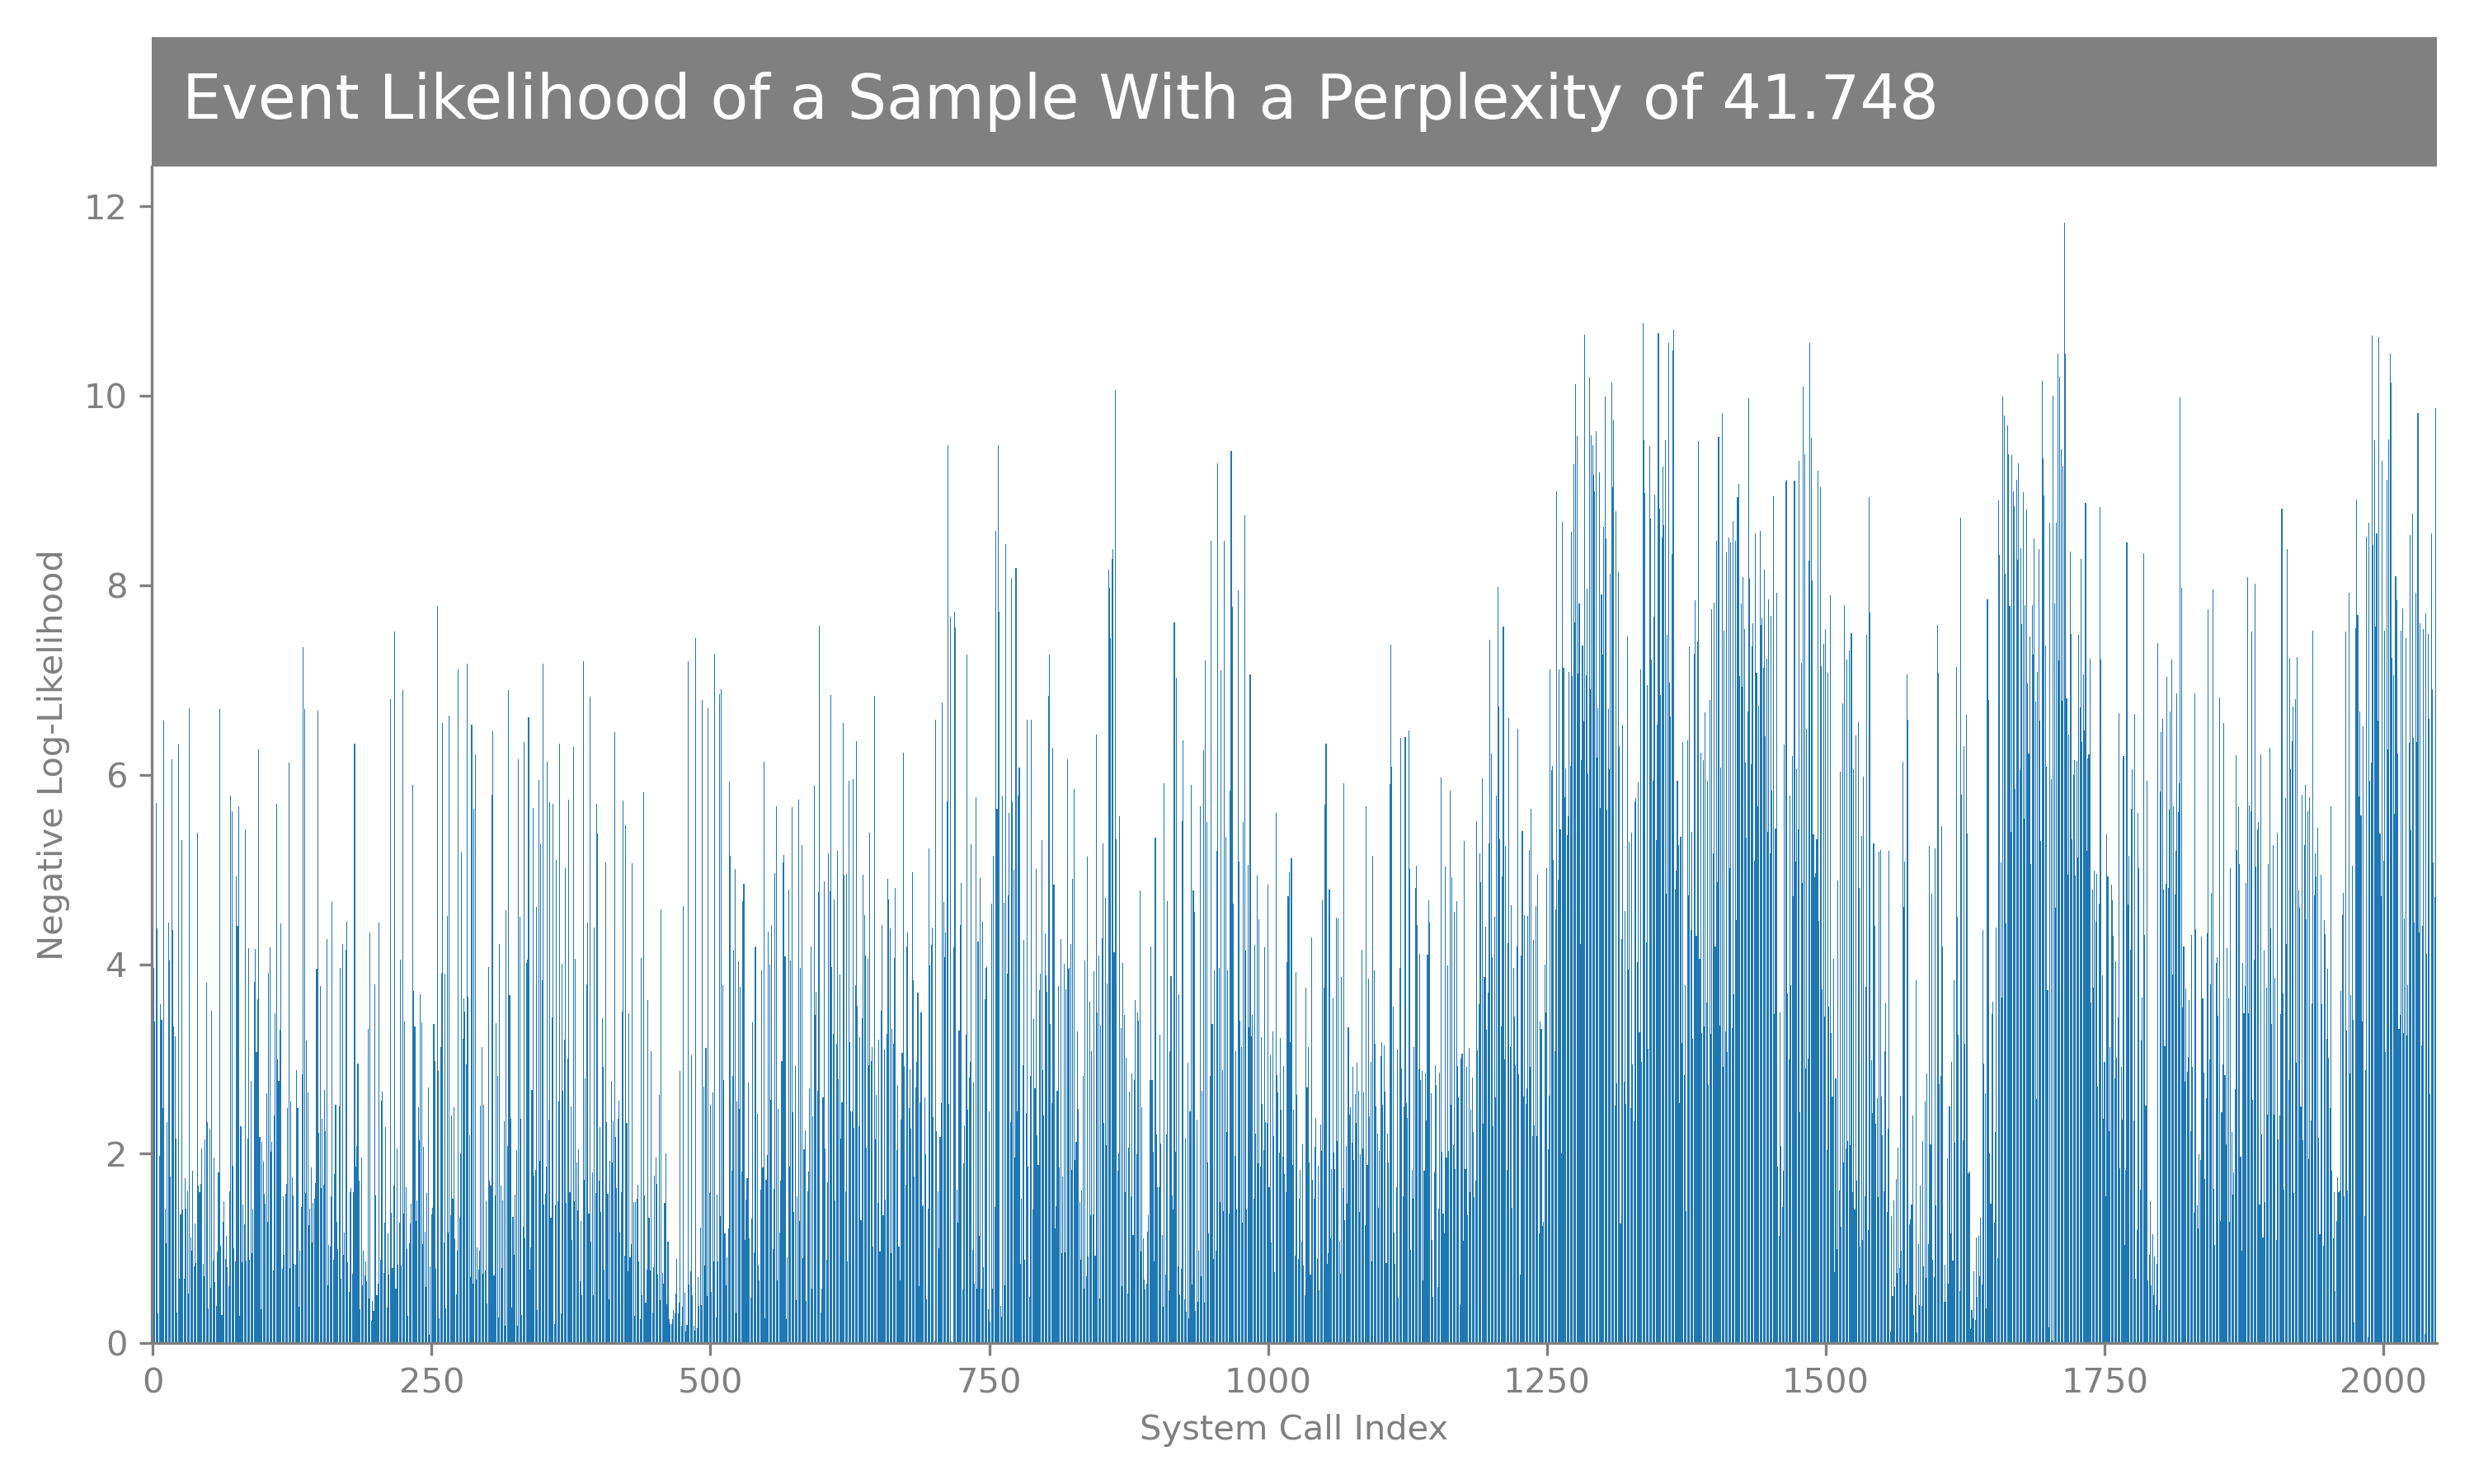 Event Likelihood of a Sample With a Perplexity of 41.748
12
10
8
6
4
2
0
Negative Log-Likelihood
0 250 500 750 1000 1250 1500 1750 2000
System Call Index